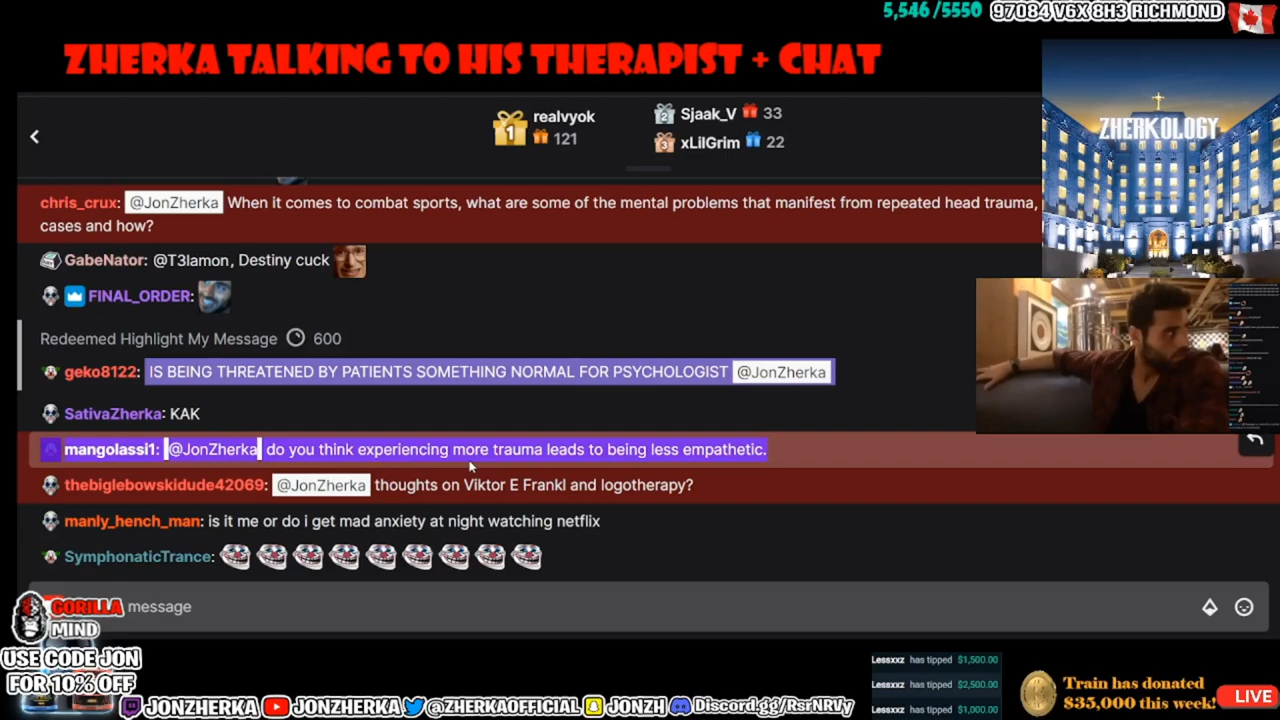 5,546 /5550
97084 V6X 8H3 RICHMOND
ZHERKA TALKING TO HIS THERAPIST + CHAT
1
realvyok
121
2
Sjaak_V
33
3
xLilGrim
22
ZHERKOLOGY
chris_crux: @JonZherka When it comes to combat sports, what are some of the mental problems that manifest from repeated head trauma,
cases and how?
GabeNator: @T3lamon, Destiny cuck
FINAL_ORDER:
Redeemed Highlight My Message 600
geko8122: IS BEING THREATENED BY PATIENTS SOMETHING NORMAL FOR PSYCHOLOGIST @JonZherka
SativaZherka: KAK
mangolassi1: @JonZherka do you think experiencing more trauma leads to being less empathetic.
thebiglebowskidude42069: @JonZherka thoughts on Viktor E Frankl and logotherapy?
manly_hench_man: is it me or do i get mad anxiety at night watching netflix
SymphonaticTrance:
message
GORILLA
MIND
USE CODE JON
FOR 10% OFF
JONZHERKA JONZHERKA @ZHERKAOFFICIAL JONZH Discord.gg/RsrNRVy
Lessxxz has tipped $1,500.00
Lessxxz has tipped $2,500.00
Lessxxz has tipped $1,000.00
Train has donated
$35,000 this week!
LIVE